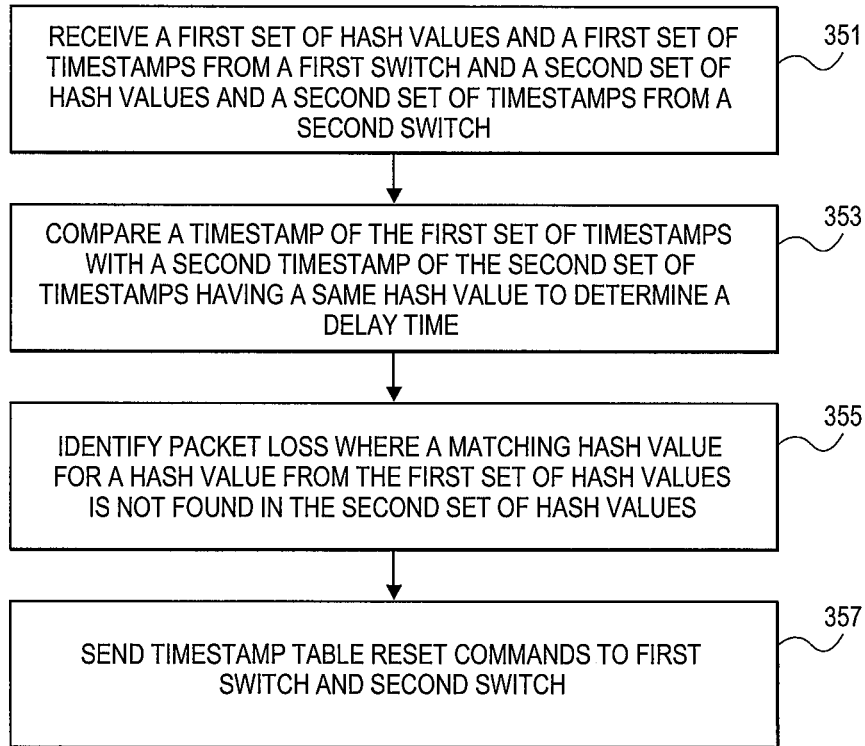 RECEIVE A FIRST SET OF HASH VALUES AND A FIRST SET OF
TIMESTAMPS FROM A FIRST SWITCH AND A SECOND SET OF
HASH VALUES AND A SECOND SET OF TIMESTAMPS FROM A
SECOND SWITCH
351
COMPARE A TIMESTAMP OF THE FIRST SET OF TIMESTAMPS
WITH A SECOND TIMESTAMP OF THE SECOND SET OF
TIMESTAMPS HAVING A SAME HASH VALUE TO DETERMINE A
DELAY TIME
353
IDENTIFY PACKET LOSS WHERE A MATCHING HASH VALUE
FOR A HASH VALUE FROM THE FIRST SET OF HASH VALUES
IS NOT FOUND IN THE SECOND SET OF HASH VALUES
355
SEND TIMESTAMP TABLE RESET COMMANDS TO FIRST
SWITCH AND SECOND SWITCH
357